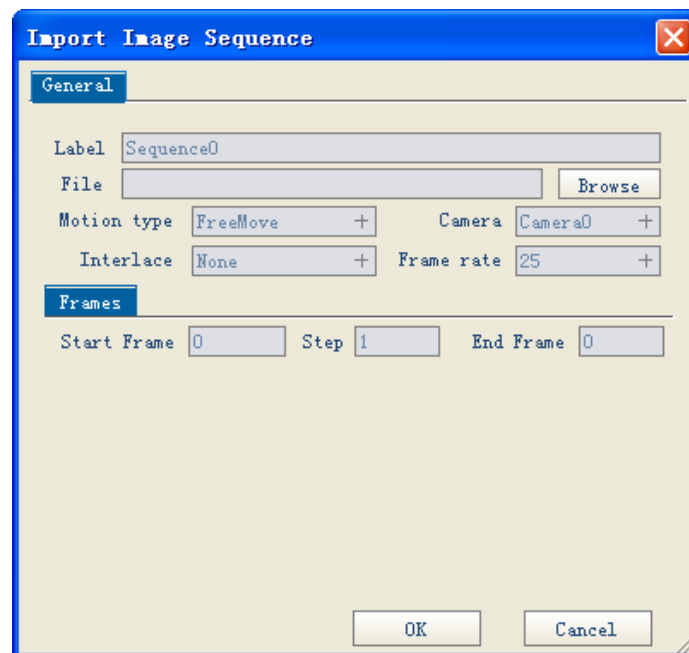 Import Image Sequence
General
Label Sequence0
File Browse
Motion type FreeMove + Camera Camera0 +
Interlace None + Frame rate 25 +
Frames
Start Frame 0 Step 1 End Frame 0
OK Cancel